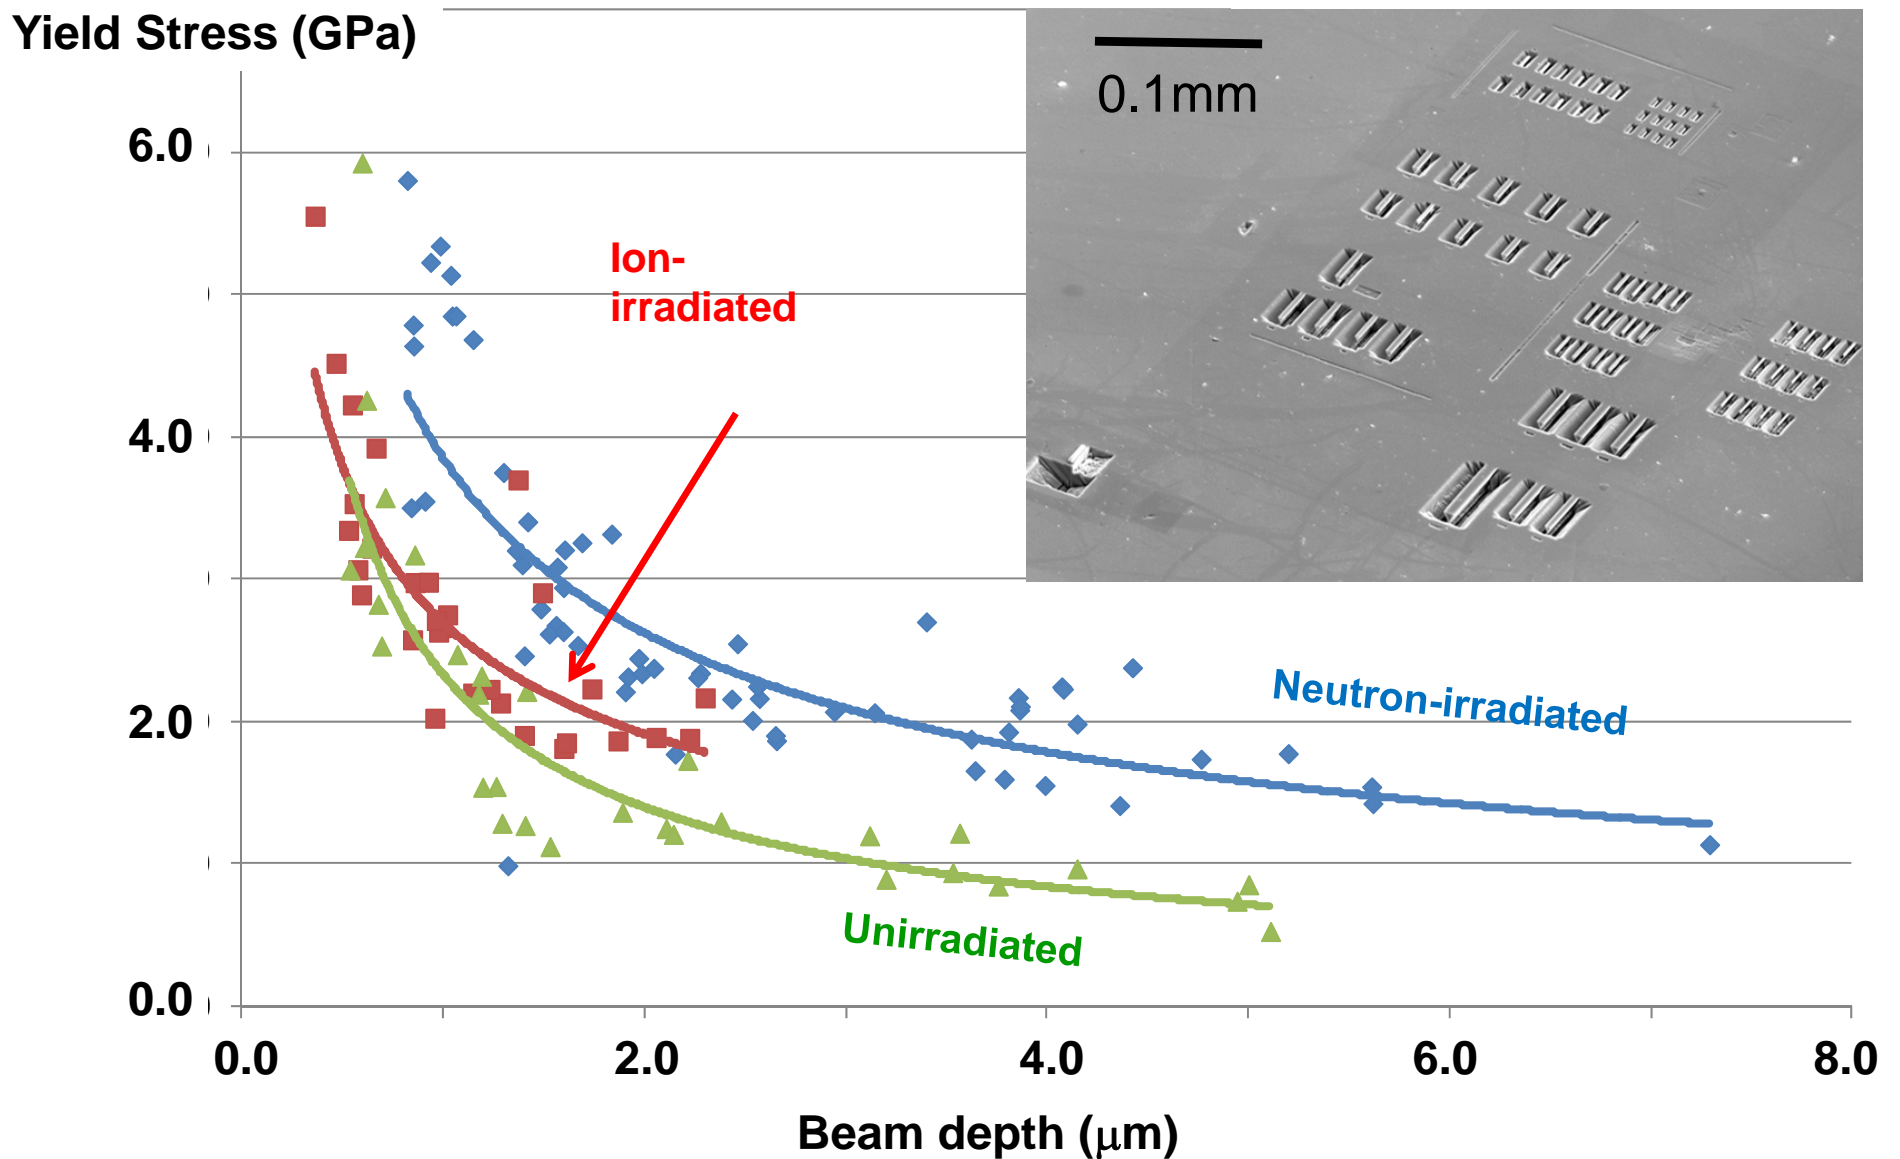 Yield Stress (GPa)
0.1mm
6.0
Ion-
irradiated
4.0
Neutron-irradiated
2.0
Unirradiated
0.0
0.0 2.0 4.0 6.0 8.0
Beam depth (μm)